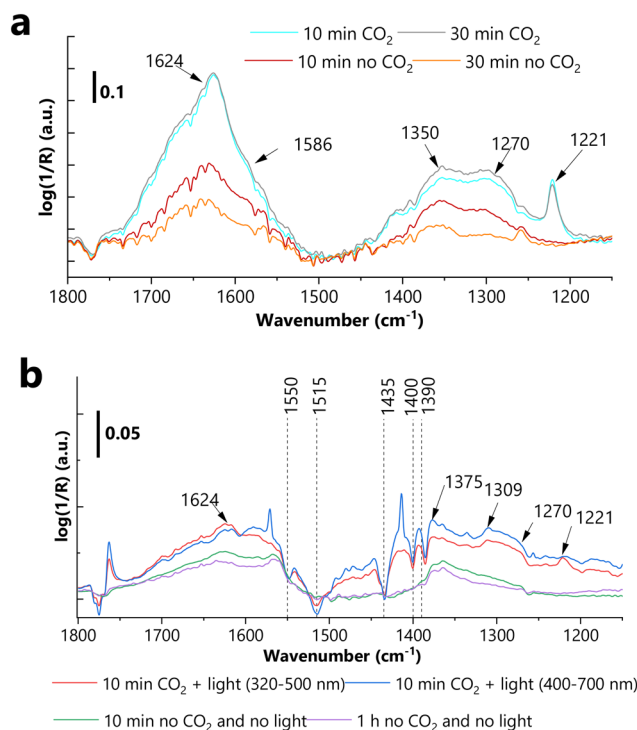 a
10 min CO₂
30 min CO₂
10 min no CO₂
30 min no CO₂
0.1
1624
1586
1350
1270
1221
log(1/R) (a.u.)
1800 1700 1600 1500 1400 1300 1200
Wavenumber (cm⁻¹)
b
0.05
1550
1515
1435
1400
1390
1624
1375
1309
1270
1221
log(1/R) (a.u.)
1800 1700 1600 1500 1400 1300 1200
Wavenumber (cm⁻¹)
10 min CO₂ + light (320-500 nm)
10 min CO₂ + light (400-700 nm)
10 min no CO₂ and no light
1 h no CO₂ and no light